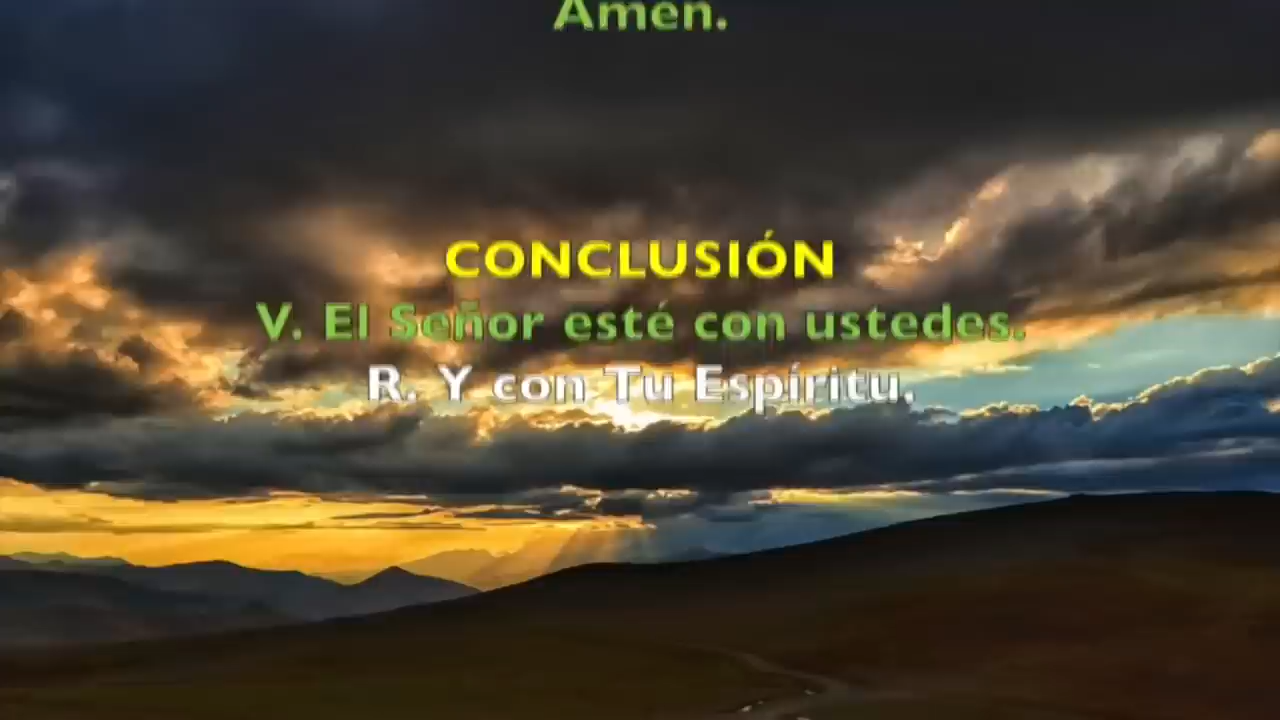 Amen.
CONCLUSIÓN
V. El Señor esté con ustedes.
R. Y con Tu Espíritu.